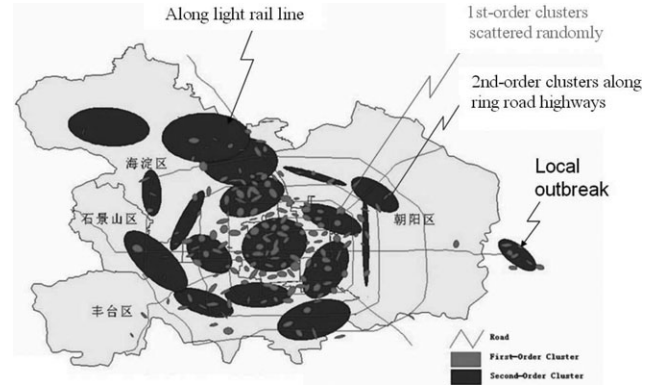 Along light rail line
1st-order clusters
scattered randomly
2nd-order clusters along
ring road highways
Local
outbreak
海淀区
石景山区
朝阳区
丰台区
Road
First-Order Cluster
Second-Order Cluster